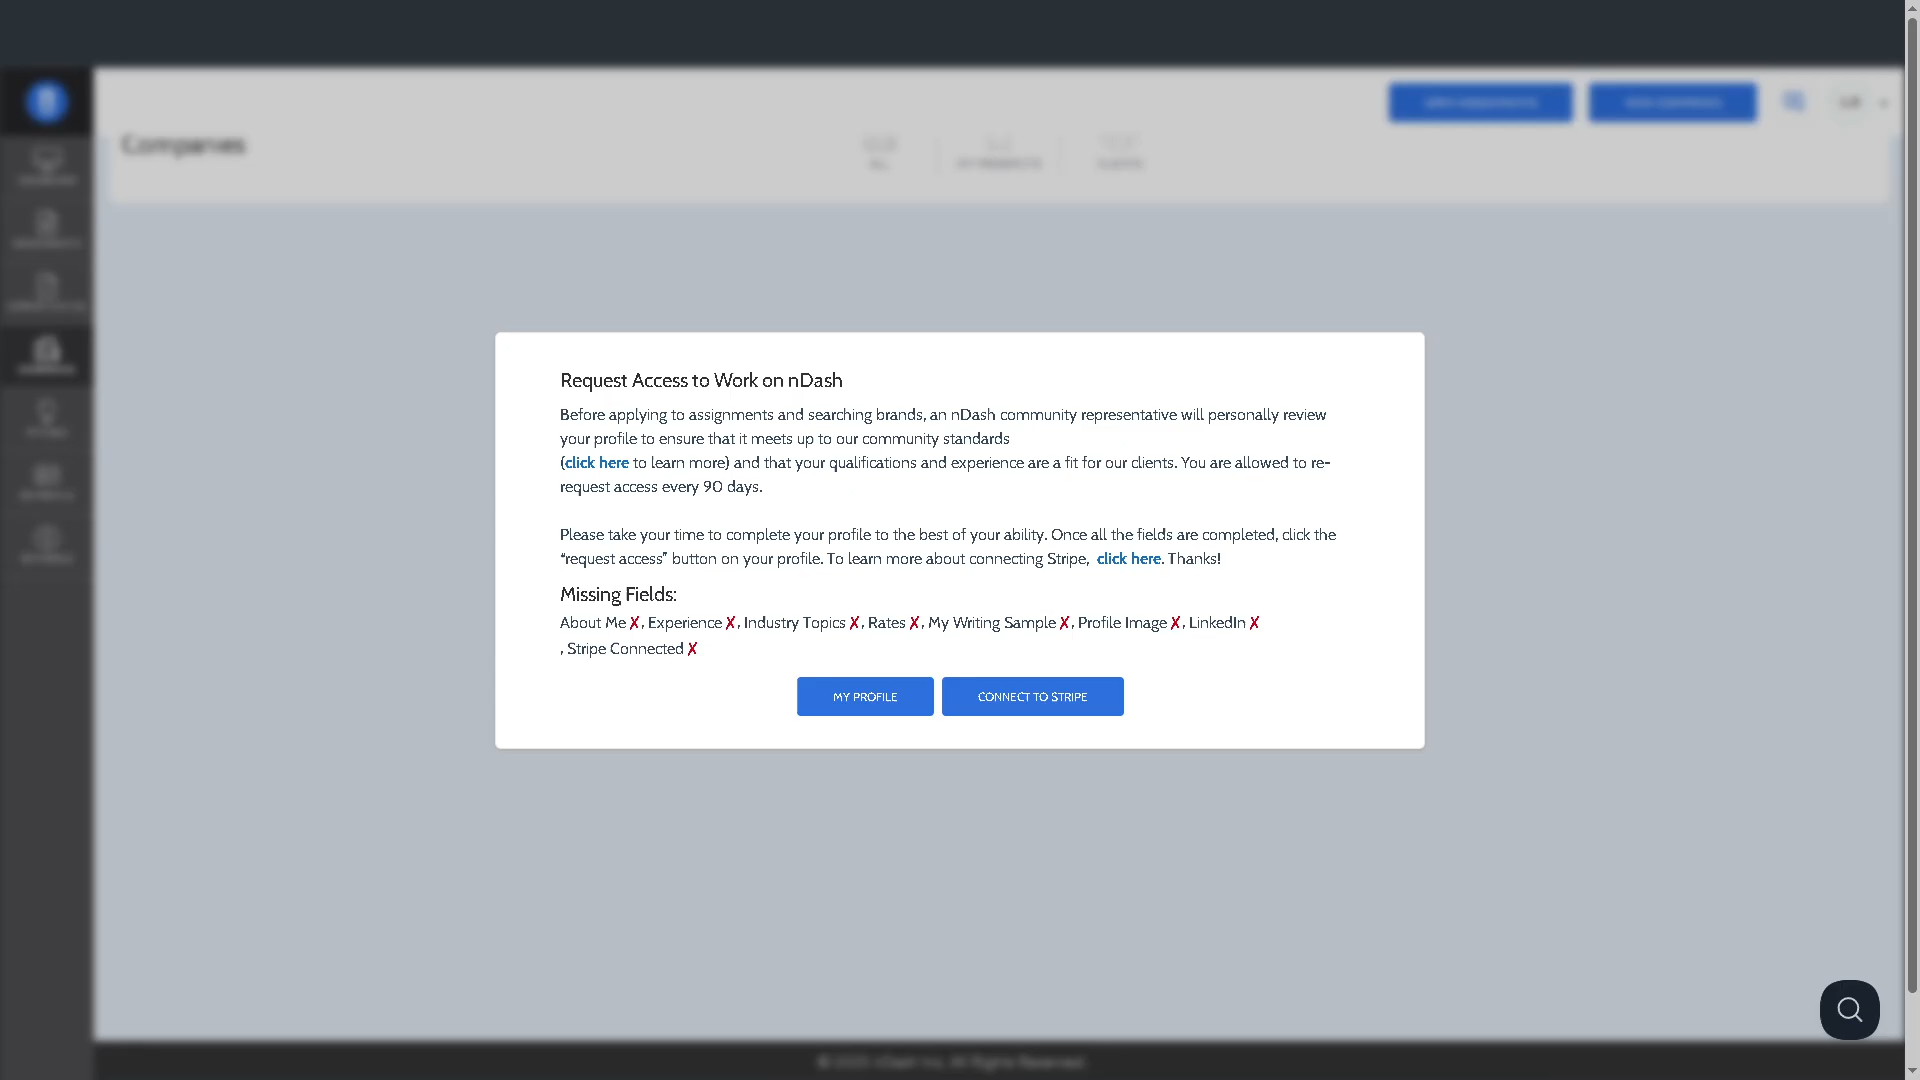 Companies
Request Access to Work on nDash
Before applying to assignments and searching brands, an nDash community representative will personally review
your profile to ensure that it meets up to our community standards
(click here to learn more) and that your qualifications and experience are a fit for our clients. You are allowed to re-
request access every 90 days.
Please take your time to complete your profile to the best of your ability. Once all the fields are completed, click the
“request access” button on your profile. To learn more about connecting Stripe, click here. Thanks!
Missing Fields:
About Me ✗, Experience ✗, Industry Topics ✗, Rates ✗, My Writing Sample ✗, Profile Image ✗, LinkedIn ✗
, Stripe Connected ✗
MY PROFILE
CONNECT TO STRIPE